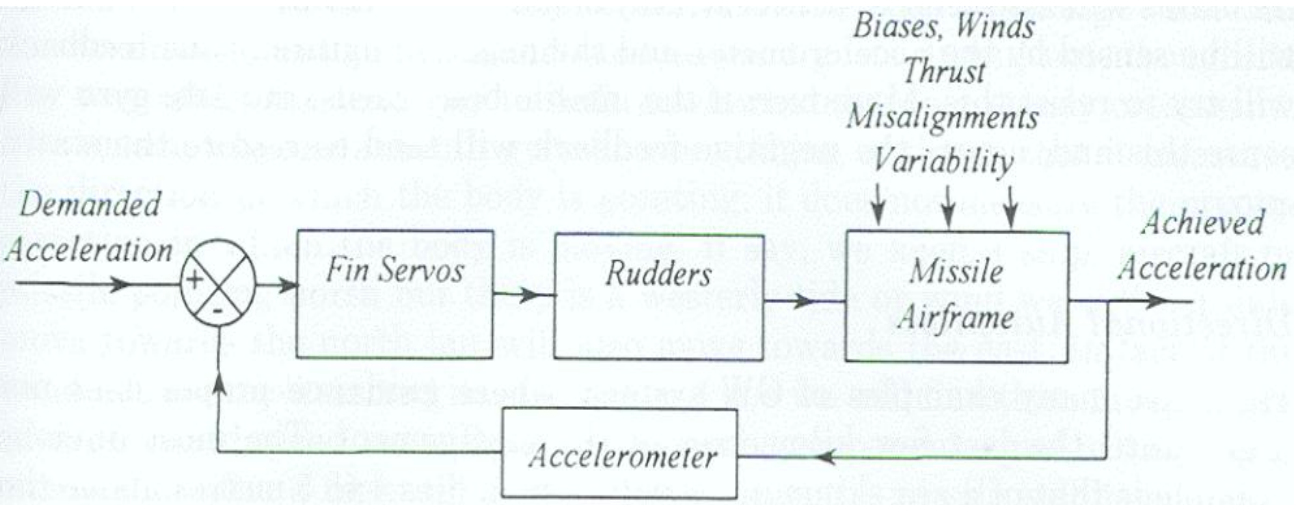 Biases, Winds
Thrust
Misalignments
Variability
Demanded
Acceleration
+
-
Fin Servos
Rudders
Missile
Airframe
Achieved
Acceleration
Accelerometer